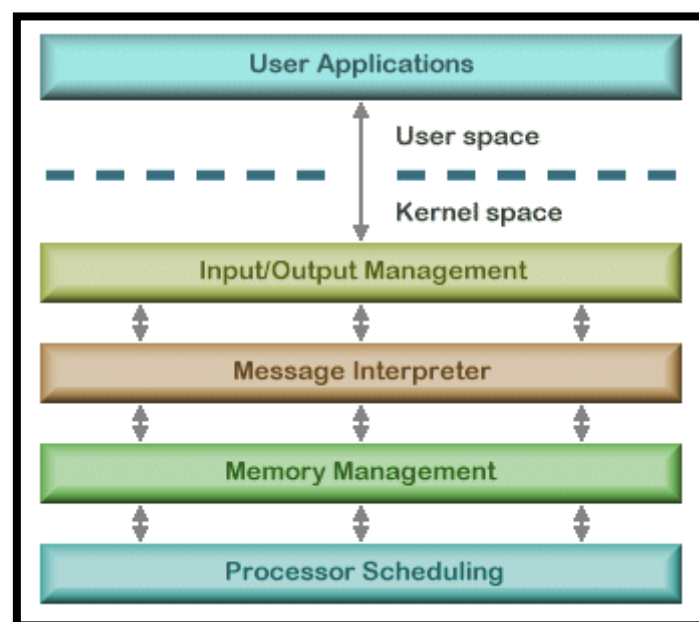 User Applications
User space
Kernel space
Input/Output Management
Message Interpreter
Memory Management
Processor Scheduling